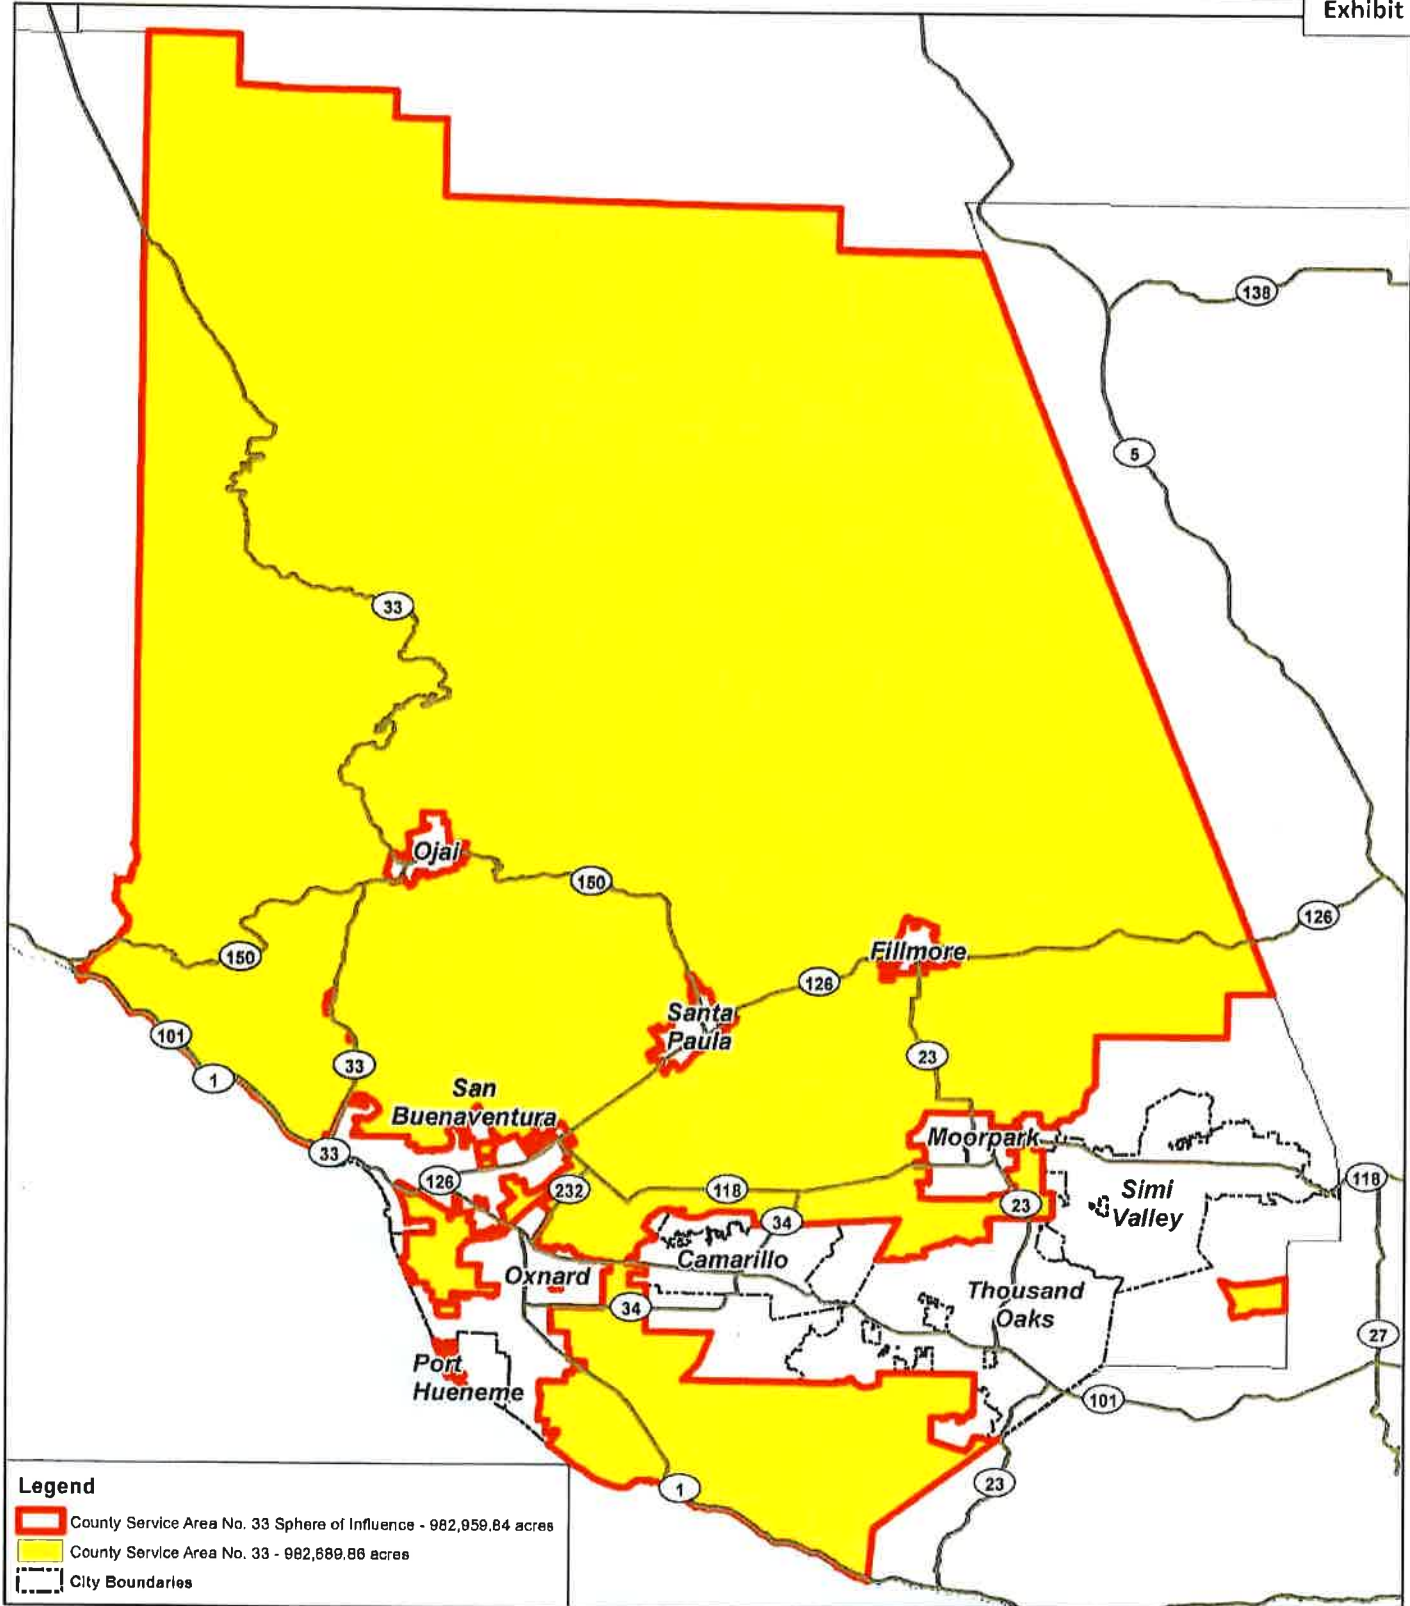 Exhibit
138
5
33
Ojai
150
150
126
Fillmore
126
Santa
Paula
101
1
33
23
San
Buenaventura
Moorpark
33
126
232
118
118
34
23
Simi
Valley
Camarillo
Oxnard
34
Thousand
Oaks
27
Port
Hueneme
101
1
23
Legend
County Service Area No. 33 Sphere of Influence - 982,959.84 acres
County Service Area No. 33 - 982,689.86 acres
City Boundaries